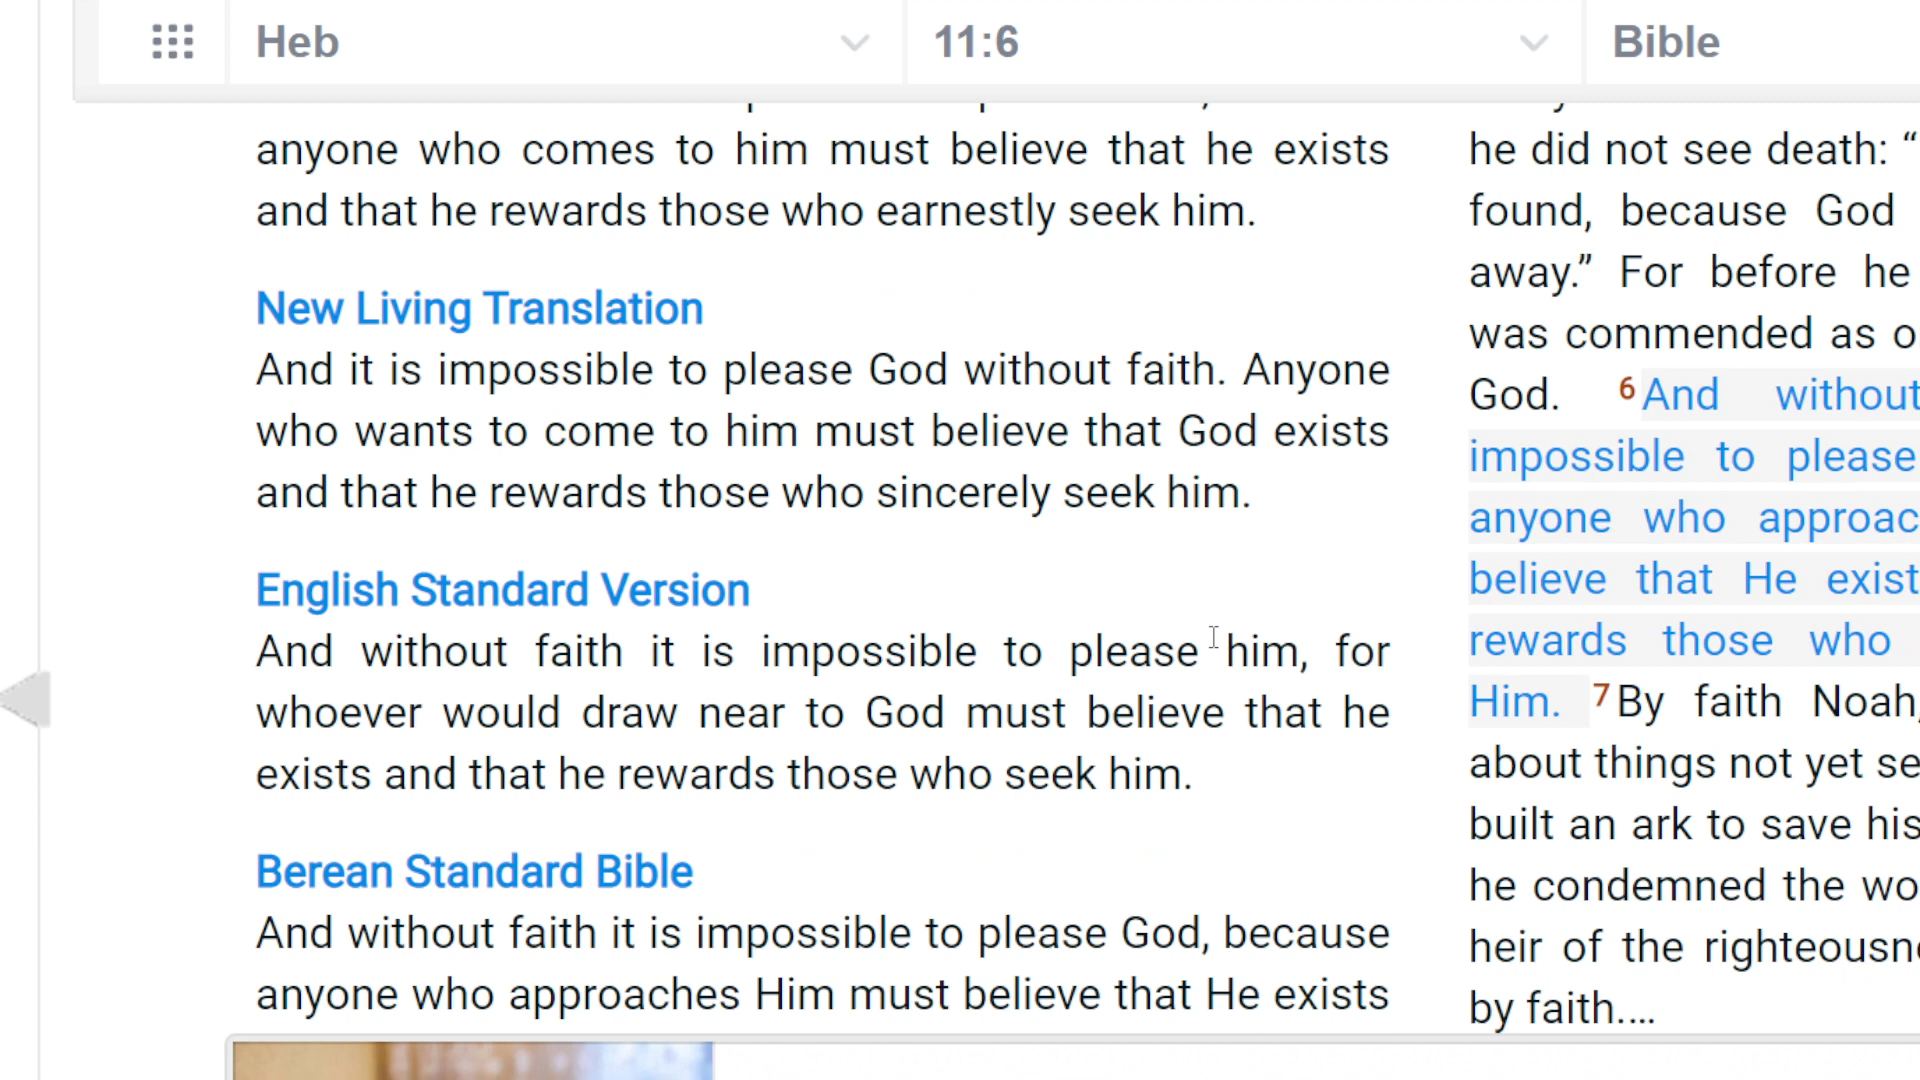 Heb 11:6 Bible
anyone who comes to him must believe that he exists
and that he rewards those who earnestly seek him.
New Living Translation
And it is impossible to please God without faith. Anyone
who wants to come to him must believe that God exists
and that he rewards those who sincerely seek him.
English Standard Version
And without faith it is impossible to please him, for
whoever would draw near to God must believe that he
exists and that he rewards those who seek him.
Berean Standard Bible
And without faith it is impossible to please God, because
anyone who approaches Him must believe that He exists
he did not see death: “
found, because God
away.” For before he
was commended as o
God. 6 And without
impossible to please
anyone who approac
believe that He exist
rewards those who
Him. 7 By faith Noah,
about things not yet se
built an ark to save his
he condemned the wo
heir of the righteousne
by faith.…